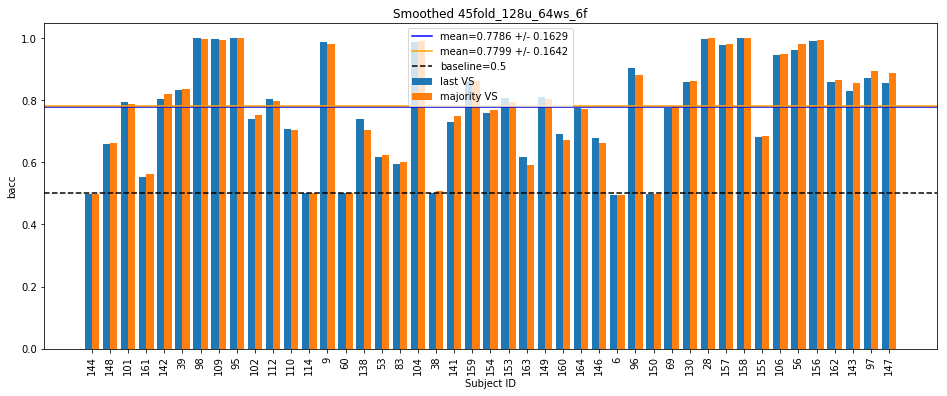 Smoothed 45fold_128u_64ws_6f
mean=0.7786 +/- 0.1629
mean=0.7799 +/- 0.1642
baseline=0.5
last VS
majority VS
bacc
1.0
0.8
0.6
0.4
0.2
0.0
144 148 101 161 142 39 98 109 95 102 112 110 114 9 60 138 53 83 104 38 141 159 154 153 163 149 160 164 146 6 96 150 69 130 28 157 158 155 106 56 156 162 143 97 147
Subject ID